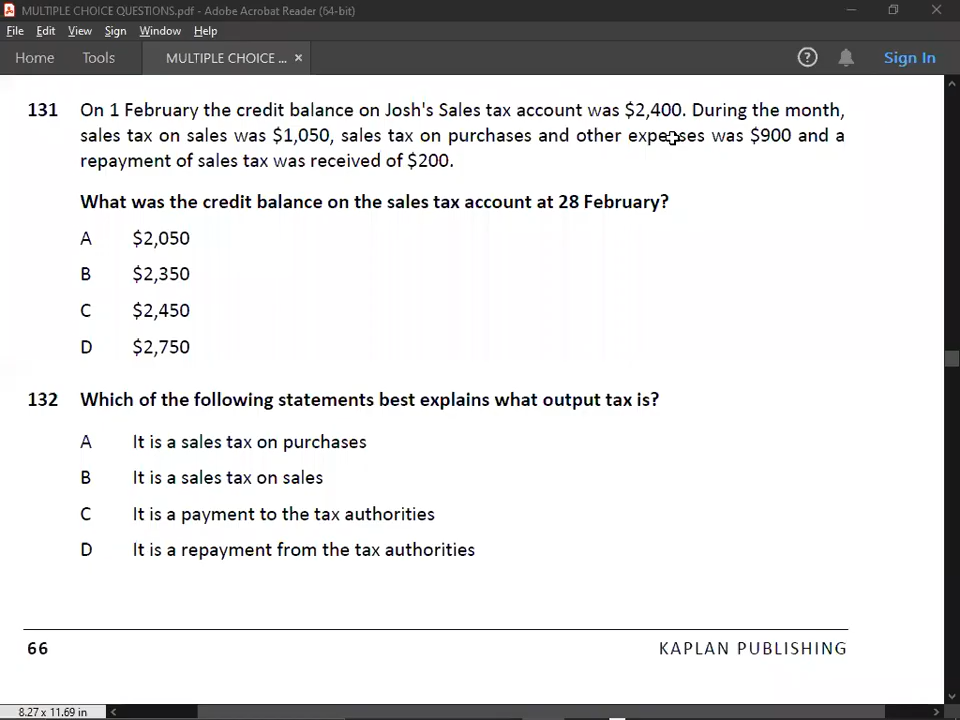 MULTIPLE CHOICE QUESTIONS.pdf - Adobe Acrobat Reader (64-bit)
File Edit View Sign Window Help
Home Tools MULTIPLE CHOICE ... × ? Sign In
131 On 1 February the credit balance on Josh's Sales tax account was $2,400. During the month,
sales tax on sales was $1,050, sales tax on purchases and other expenses was $900 and a
repayment of sales tax was received of $200.
What was the credit balance on the sales tax account at 28 February?
A $2,050
B $2,350
C $2,450
D $2,750
132 Which of the following statements best explains what output tax is?
A It is a sales tax on purchases
B It is a sales tax on sales
C It is a payment to the tax authorities
D It is a repayment from the tax authorities
66 KAPLAN PUBLISHING
8.27 x 11.69 in